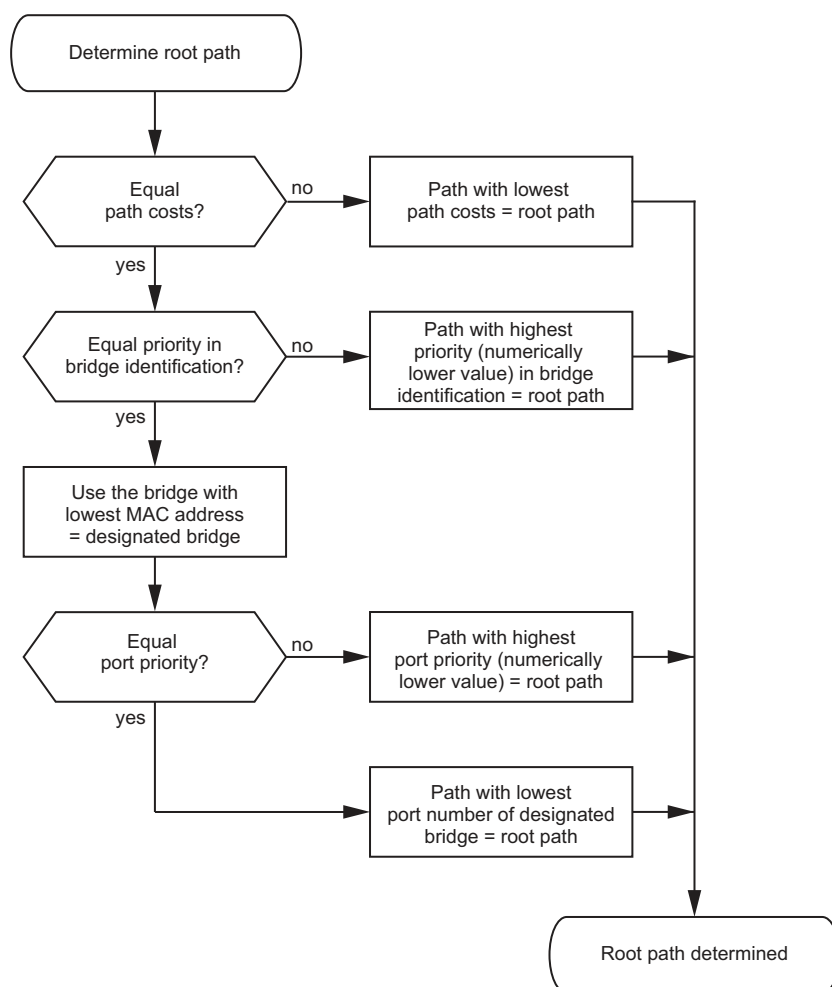 Determine root path
Equal
path costs?
no
Path with lowest
path costs = root path
yes
Equal priority in
bridge identification?
no
Path with highest
priority (numerically
lower value) in bridge
identification = root path
yes
Use the bridge with
lowest MAC address
= designated bridge
Equal
port priority?
no
Path with highest
port priority (numerically
lower value) = root path
yes
Path with lowest
port number of designated
bridge = root path
Root path determined